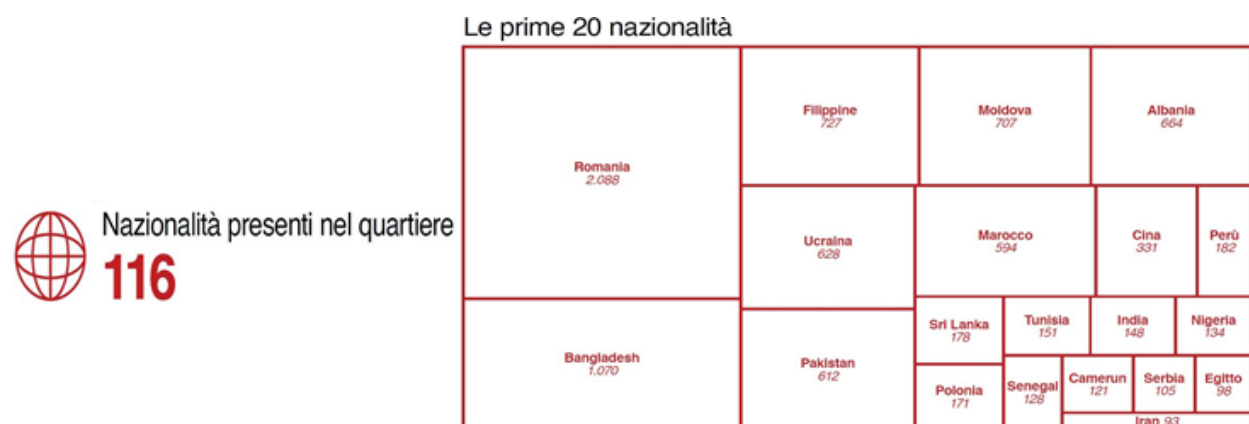 Le prime 20 nazionalità
Nazionalità presenti nel quartiere
116
Romania
2.088
Bangladesh
1.070
Filippine
727
Moldova
707
Albania
664
Ucraina
628
Marocco
594
Cina
331
Perù
182
Pakistan
612
Sri Lanka
178
Tunisia
151
India
148
Nigeria
134
Polonia
171
Senegal
128
Camerun
121
Serbia
105
Egitto
98
Iran 93